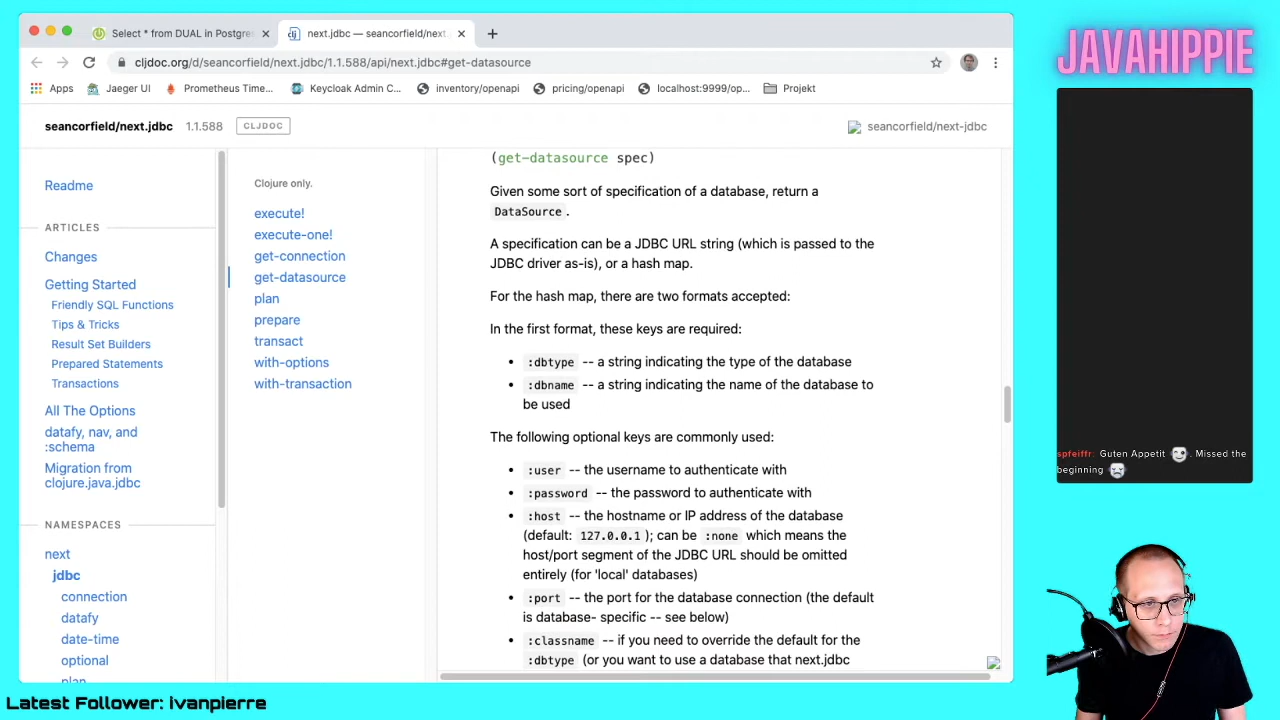 Select * from DUAL in Postgre
next.jdbc — seancorfield/next.
cljdoc.org/d/seancorfield/next.jdbc/1.1.588/api/next.jdbc#get-datasource
Apps
Jaeger UI
Prometheus Time...
Keycloak Admin C...
inventory/openapi
pricing/openapi
localhost:9999/op...
Projekt
seancorfield/next.jdbc 1.1.588 CLJDOC
seancorfield/next-jdbc
Readme
ARTICLES
Changes
Getting Started
Friendly SQL Functions
Tips & Tricks
Result Set Builders
Prepared Statements
Transactions
All The Options
datafy, nav, and
:schema
Migration from
clojure.java.jdbc
NAMESPACES
next
jdbc
connection
datafy
date-time
optional
plan
Clojure only.
execute!
execute-one!
get-connection
get-datasource
plan
prepare
transact
with-options
with-transaction
(get-datasource spec)
Given some sort of specification of a database, return a
DataSource.
A specification can be a JDBC URL string (which is passed to the
JDBC driver as-is), or a hash map.
For the hash map, there are two formats accepted:
In the first format, these keys are required:
• :dbtype -- a string indicating the type of the database
• :dbname -- a string indicating the name of the database to
be used
The following optional keys are commonly used:
• :user -- the username to authenticate with
• :password -- the password to authenticate with
• :host -- the hostname or IP address of the database
(default: 127.0.0.1); can be :none which means the
host/port segment of the JDBC URL should be omitted
entirely (for 'local' databases)
• :port -- the port for the database connection (the default
is database- specific -- see below)
• :classname -- if you need to override the default for the
:dbtype (or you want to use a database that next.jdbc
JAVAHIPPIE
spfeiffr: Guten Appetit . Missed the
beginning
Latest Follower: ivanpierre